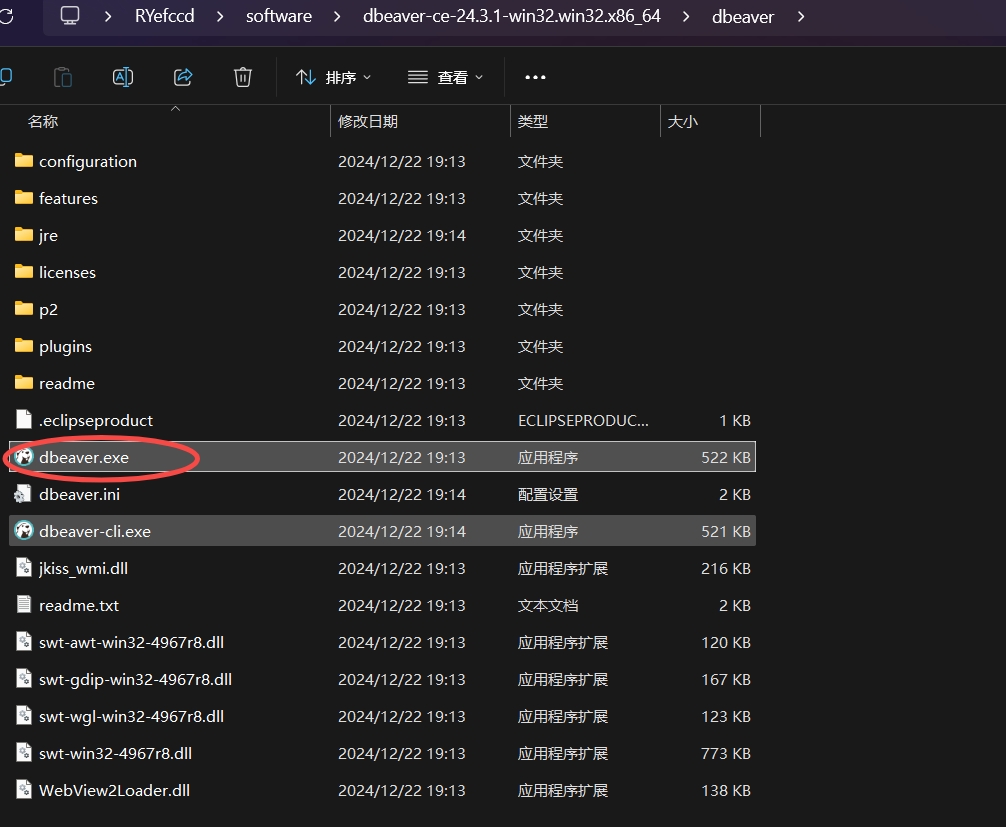 RYefccd > software > dbeaver-ce-24.3.1-win32.win32.x86_64 > dbeaver >
排序 查看 •••
名称 修改日期 类型 大小
configuration 2024/12/22 19:13 文件夹
features 2024/12/22 19:13 文件夹
jre 2024/12/22 19:14 文件夹
licenses 2024/12/22 19:13 文件夹
p2 2024/12/22 19:13 文件夹
plugins 2024/12/22 19:13 文件夹
readme 2024/12/22 19:13 文件夹
.eclipseproduct 2024/12/22 19:13 ECLIPSEPRODUC... 1 KB
dbeaver.exe 2024/12/22 19:13 应用程序 522 KB
dbeaver.ini 2024/12/22 19:14 配置设置 2 KB
dbeaver-cli.exe 2024/12/22 19:14 应用程序 521 KB
jkiss_wmi.dll 2024/12/22 19:13 应用程序扩展 216 KB
readme.txt 2024/12/22 19:13 文本文档 2 KB
swt-awt-win32-4967r8.dll 2024/12/22 19:13 应用程序扩展 120 KB
swt-gdip-win32-4967r8.dll 2024/12/22 19:13 应用程序扩展 167 KB
swt-wgl-win32-4967r8.dll 2024/12/22 19:13 应用程序扩展 123 KB
swt-win32-4967r8.dll 2024/12/22 19:13 应用程序扩展 773 KB
WebView2Loader.dll 2024/12/22 19:13 应用程序扩展 138 KB